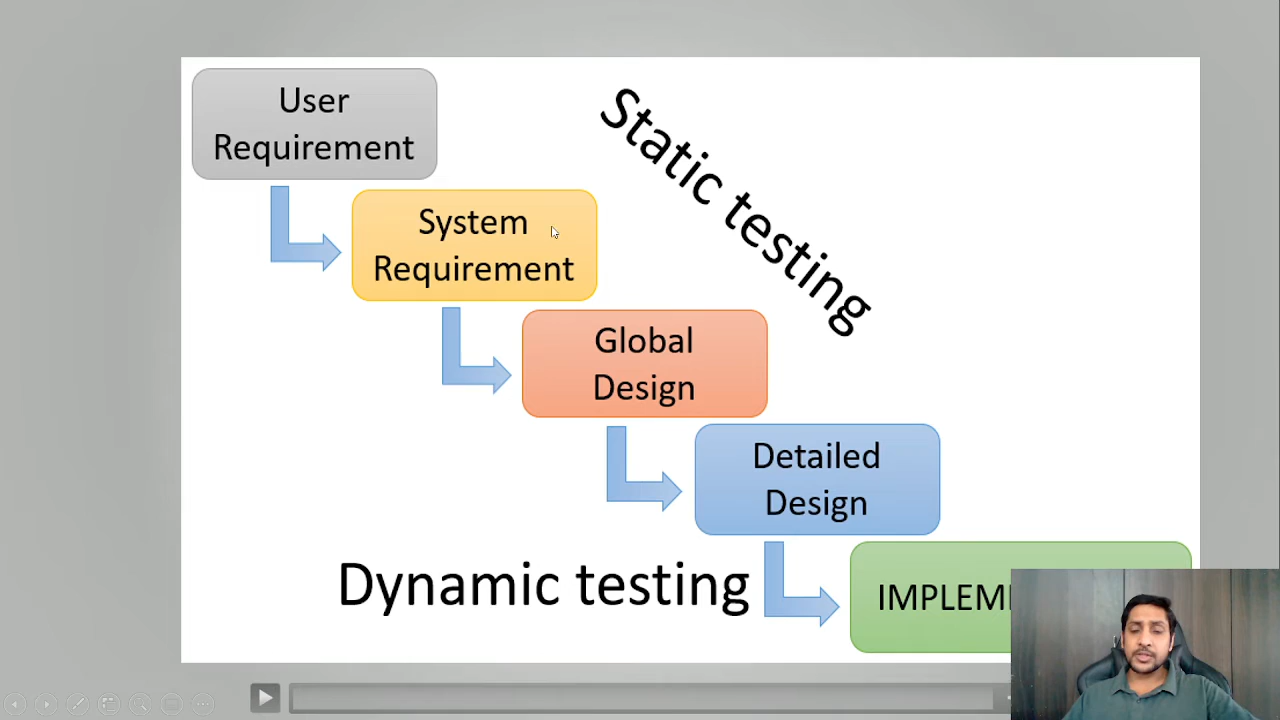 User
Requirement
Static testing
System
Requirement
Global
Design
Detailed
Design
Dynamic testing